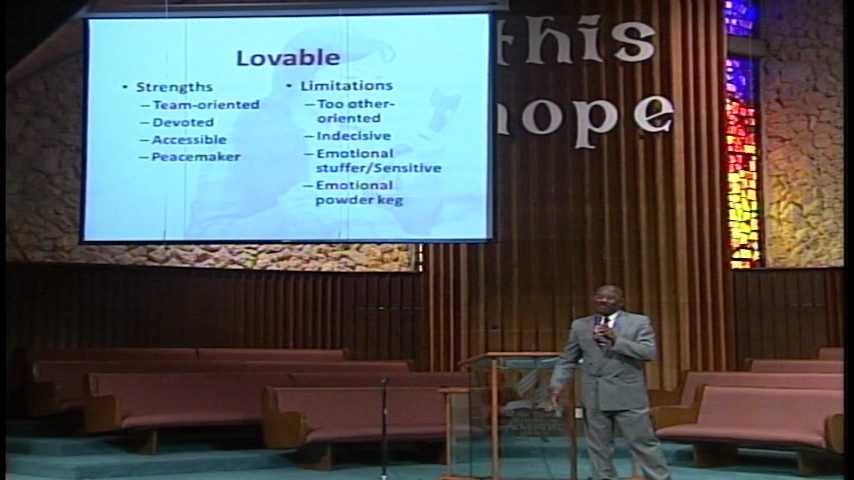 Lovable
• Strengths
– Team-oriented
– Devoted
– Accessible
– Peacemaker
• Limitations
– Too other-
oriented
– Indecisive
– Emotional
stuffer/Sensitive
– Emotional
powder keg
this
hope